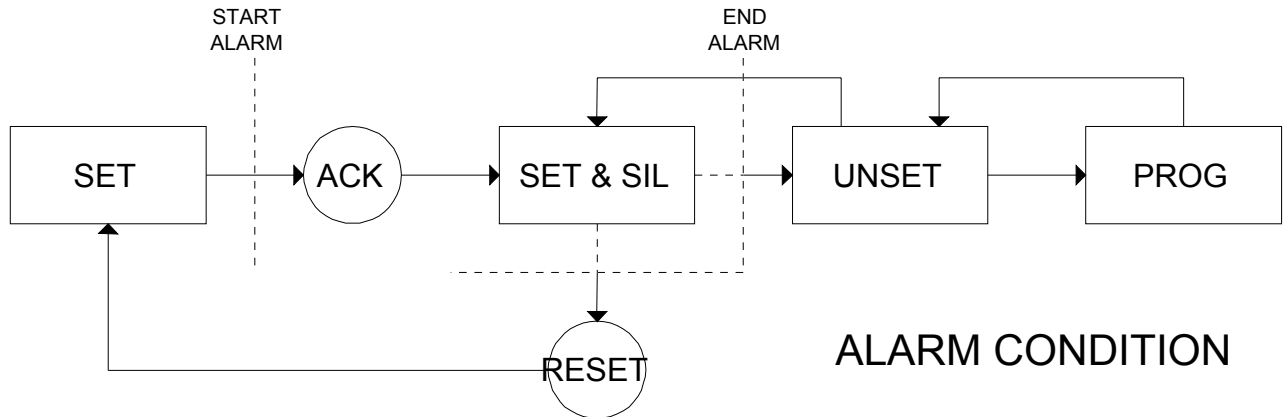 START
ALARM
END
ALARM
SET
ACK
SET & SIL
UNSET
PROG
RESET
ALARM CONDITION